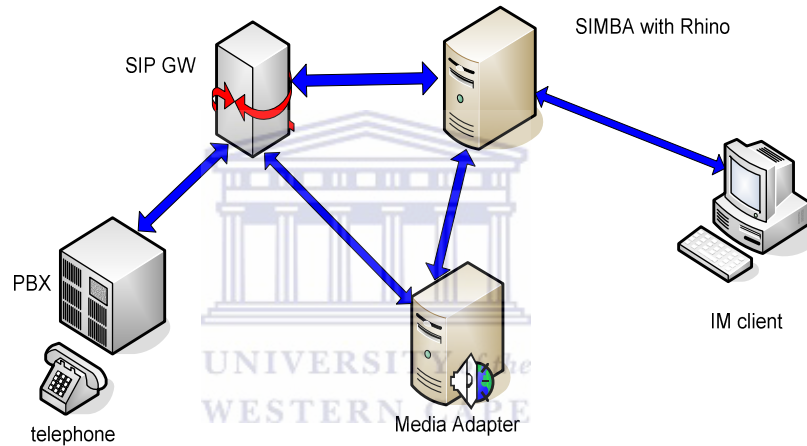 SIMBA with Rhino
SIP GW
PBX
IM client
UNIVERSITY of the
WESTERN CAPE
Media Adapter
telephone